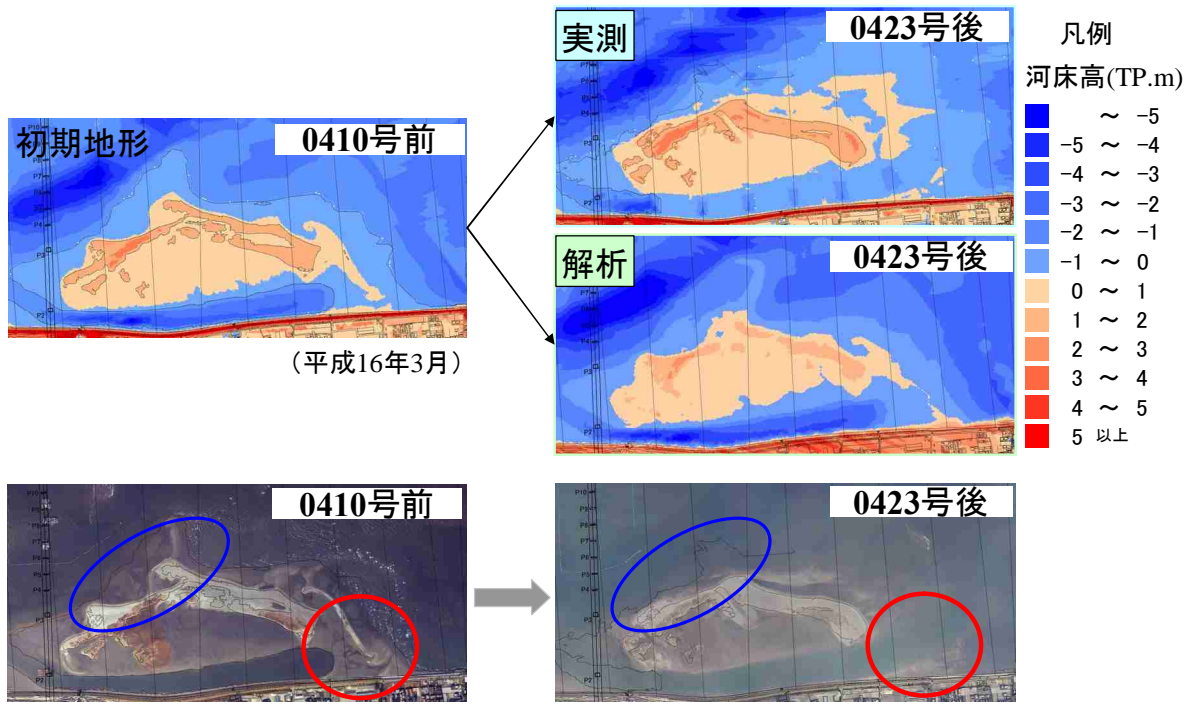 初期地形
0410号前
(平成16年3月)
実測
0423号後
解析
0423号後
凡例
河床高(TP.m)
~ -5
-5 ~ -4
-4 ~ -3
-3 ~ -2
-2 ~ -1
-1 ~ 0
0 ~ 1
1 ~ 2
2 ~ 3
3 ~ 4
4 ~ 5
5 以上
0410号前
0423号後